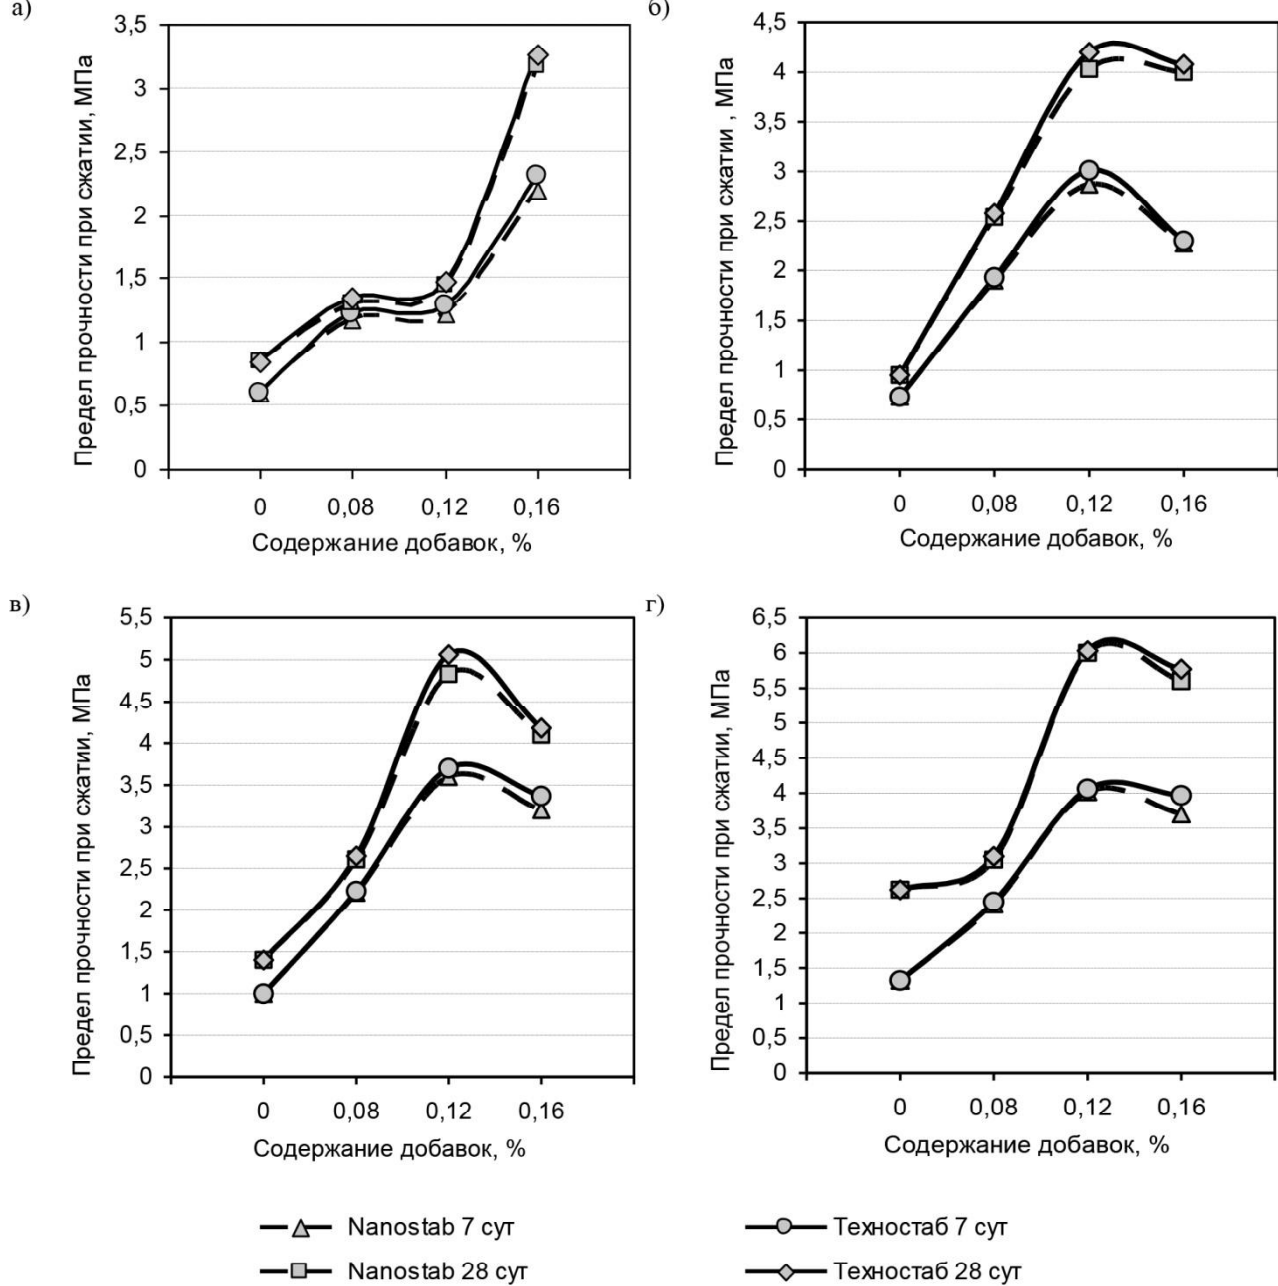 а)
Предел прочности при сжатии, МПа
3,5
3
2,5
2
1,5
1
0,5
0
0 0,08 0,12 0,16
Содержание добавок, %
б)
Предел прочности при сжатии , МПа
4,5
4
3,5
3
2,5
2
1,5
1
0,5
0
0 0,08 0,12 0,16
Содержание добавок, %
в)
Предел прочности при сжатии, МПа
5,5
5
4,5
4
3,5
3
2,5
2
1,5
1
0,5
0
0 0,08 0,12 0,16
Содержание добавок, %
г)
Предел прочности при сжатии, МПа
6,5
6
5,5
5
4,5
4
3,5
3
2,5
2
1,5
1
0,5
0
0 0,08 0,12 0,16
Содержание добавок, %
Nanostab 7 сут
Техностаб 7 сут
Nanostab 28 сут
Техностаб 28 сут